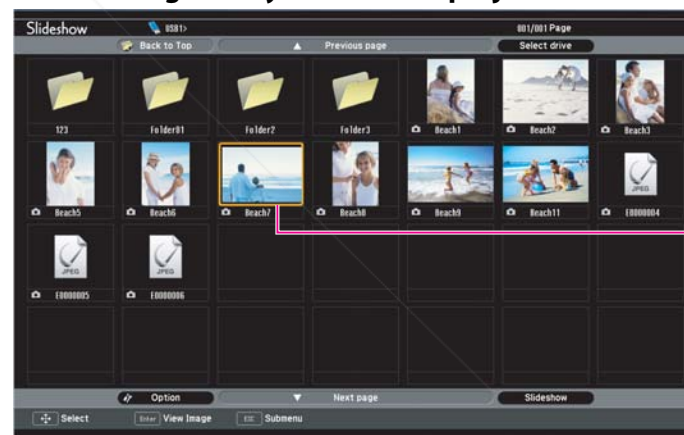 Slideshow 0581> 001/001 Page
Back to Top Previous page Select drive
123 Folder01 Folder2 Folder3 Beach1 Beach2 Beach3
JPEG
Beach5 Beach6 Beach7 Beach8 Beach9 Beach11 E0000004
JPEG JPEG
E0000005 E0000006
Option Next page Slideshow
Select Enter View Image ESC Submenu